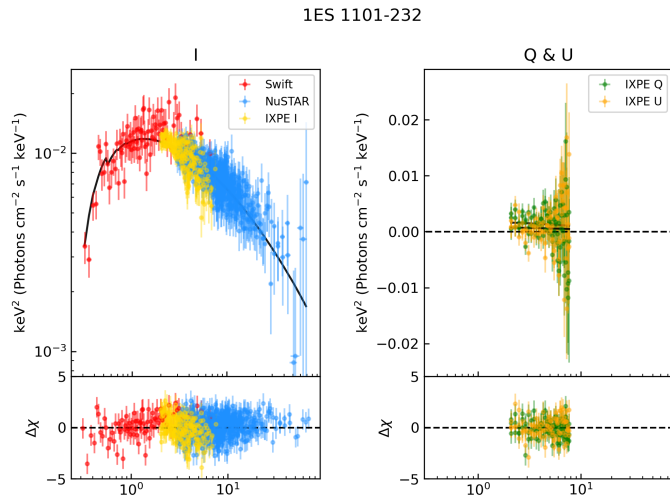 1ES 1101-232
I
Q & U
Swift
NuSTAR
IXPE I
IXPE Q
IXPE U
keV² (Photons cm⁻² s⁻¹ keV⁻¹)
10⁻²
10⁻³
keV² (Photons cm⁻² s⁻¹ keV⁻¹)
0.02
0.01
0.00
−0.01
−0.02
Δχ
5
0
−5
10⁰
10¹
Δχ
5
0
−5
10⁰
10¹